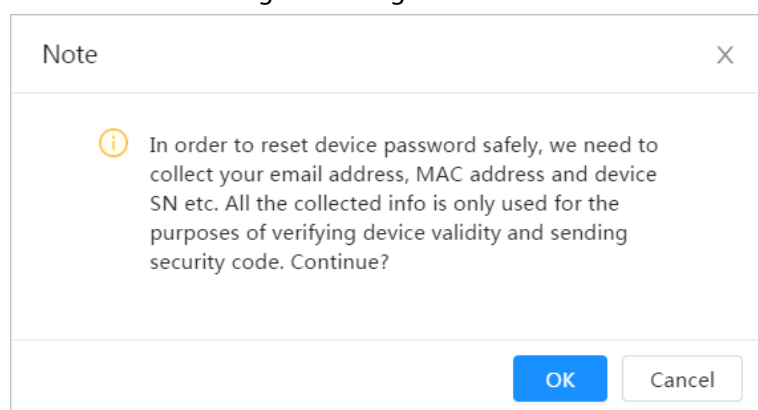 Note
In order to reset device password safely, we need to
collect your email address, MAC address and device
SN etc. All the collected info is only used for the
purposes of verifying device validity and sending
security code. Continue?
OK
Cancel